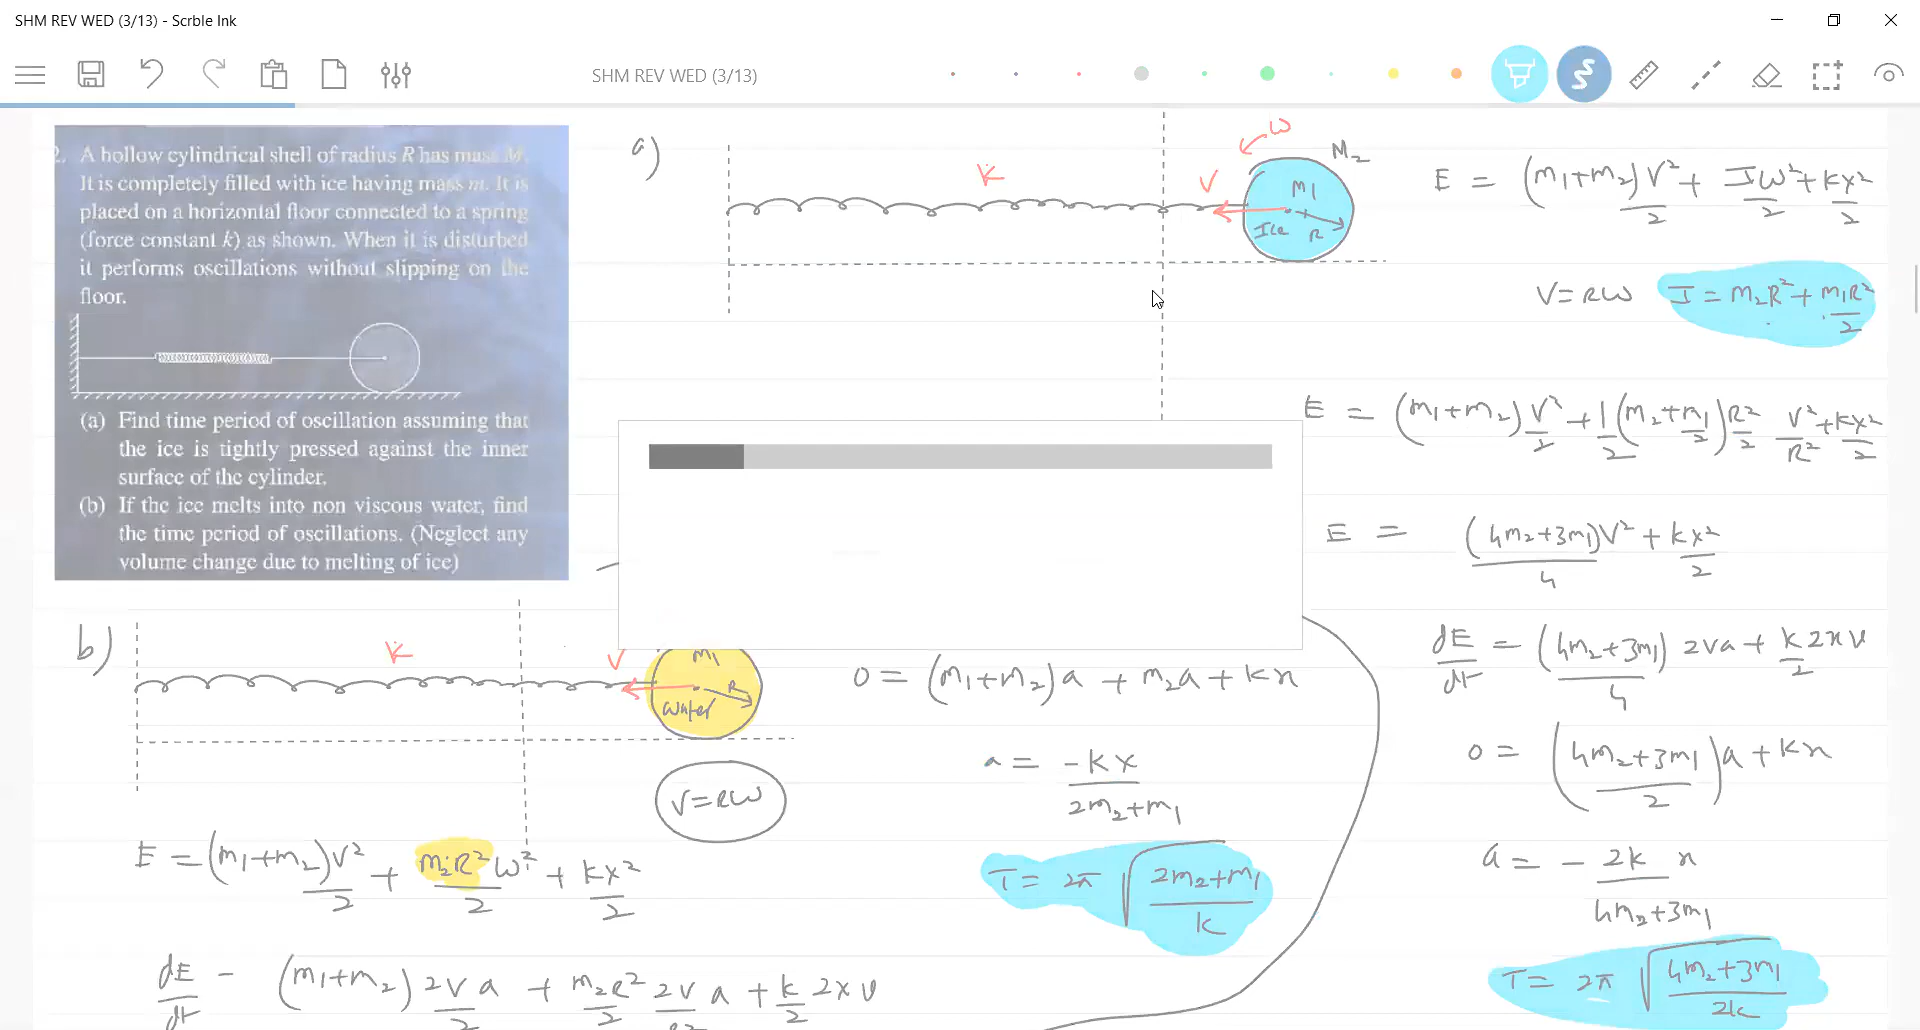 SHM REV WED (3/13) - Scrble Ink
SHM REV WED (3/13)
2. A hollow cylindrical shell of radius R has mass M.
It is completely filled with ice having mass m. It is
placed on a horizontal floor connected to a spring
(force constant k) as shown. When it is disturbed
it performs oscillations without slipping on the
floor.
(a) Find time period of oscillation assuming that
the ice is tightly pressed against the inner
surface of the cylinder.
(b) If the ice melts into non viscous water, find
the time period of oscillations. (Neglect any
volume change due to melting of ice)
a)
K
V
ω
M2
M1
Ice
R
E = (m1+m2)V²/2 + Iω²/2 + Kx²/2
V = Rω
I = m2R² + m1R²/2
E = (m1+m2)V²/2 + 1/2(m2+m1/2)R²/2 V²/R² + Kx²/2
E = (4m2+3m1)V²/4 + Kx²/2
dE/dt = (4m2+3m1)/4 2Va + K/2 2xV
0 = (4m2+3m1/2)a + Kx
a = - 2K/4m2+3m1 x
T = 2π √4m2+3m1/2K
b)
K
V
M1
R
Water
V = Rω
E = (m1+m2)V²/2 + m2R²/2 ω² + Kx²/2
dE/dt - (m1+m2) 2Va/2 + m2R²/2 2Va/R² + K/2 2xV
0 = (m1+m2)a + m2a + Kx
a = -Kx/2m2+m1
T = 2π √2m2+m1/K